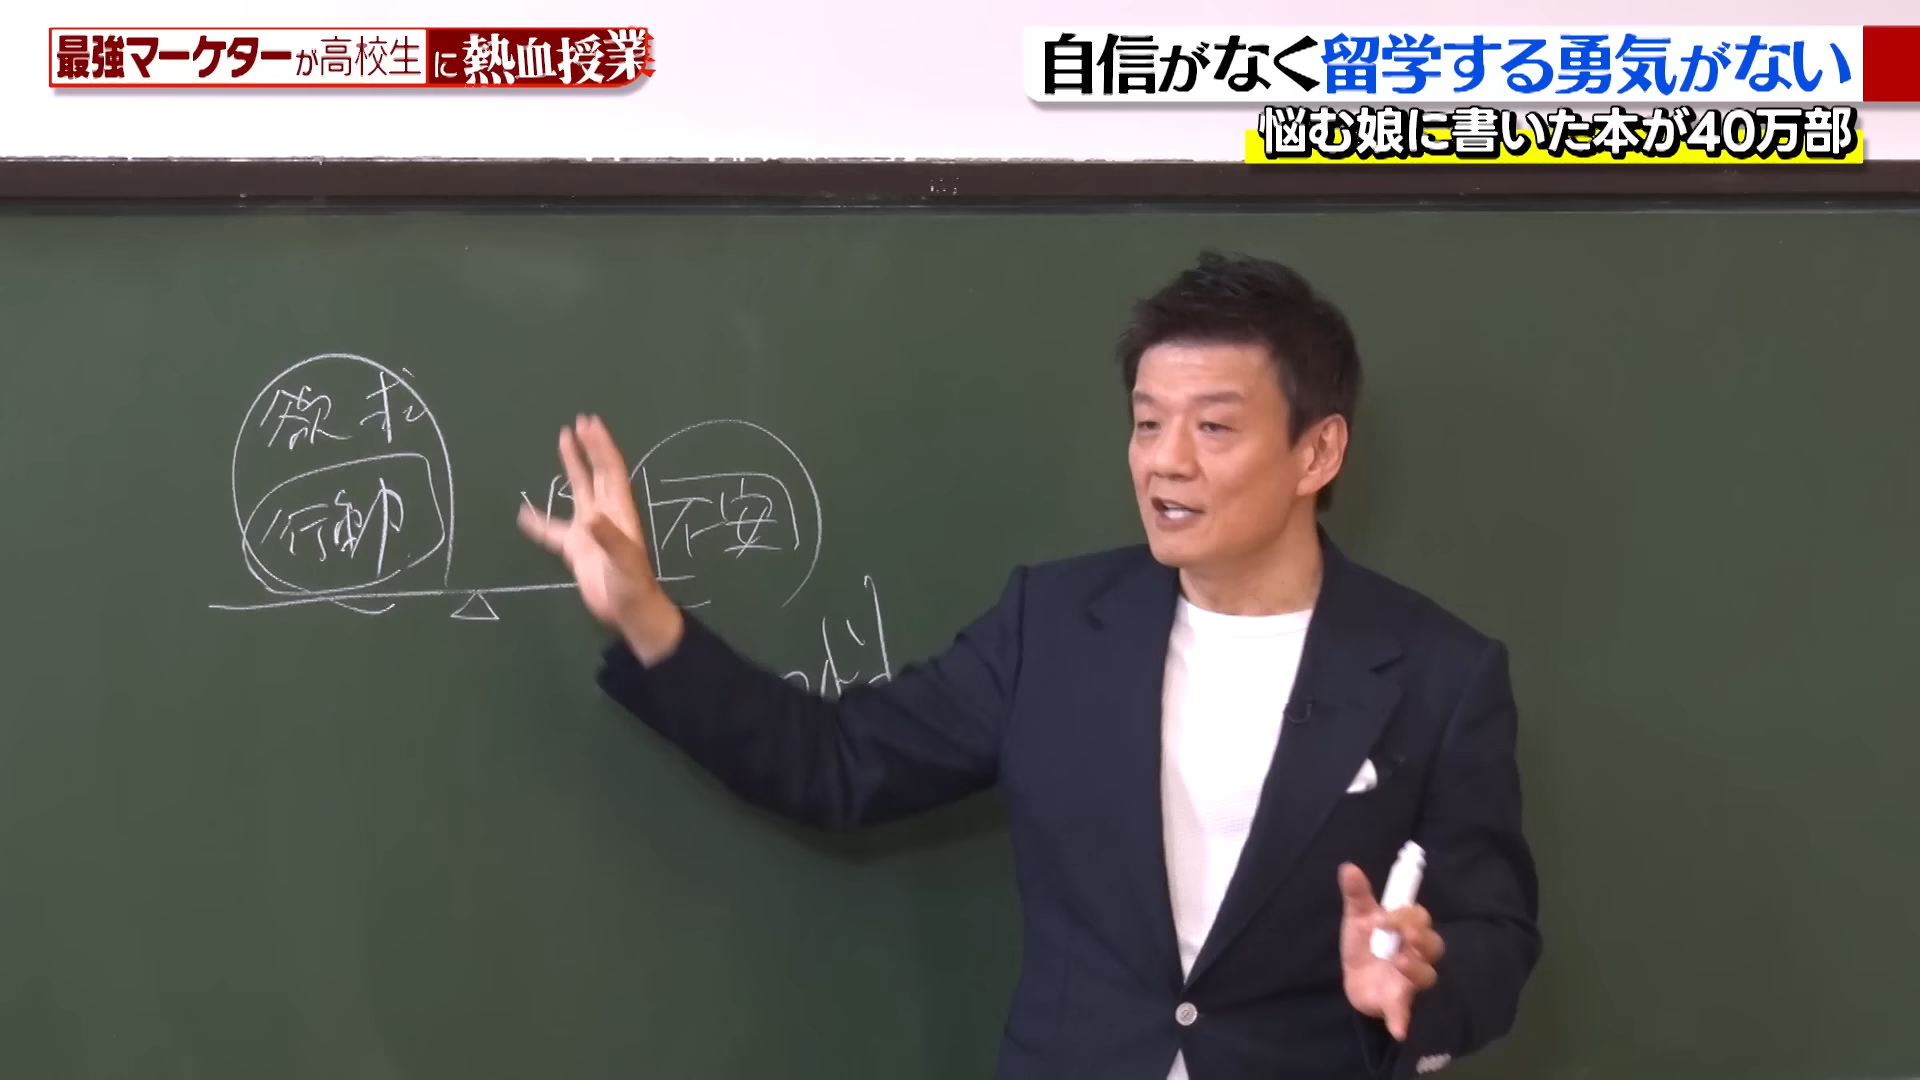 最強マーケターが高校生に熱血授業
自信がなく留学する勇気がない
悩む娘に書いた本が40万部
欲求
行動
不安